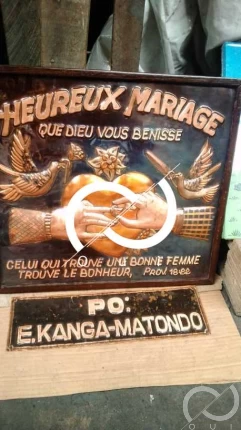 HEUREUX MARIAGE
QUE DIEU VOUS BENISSE
CELUI QUI TROUVE UNE BONNE FEMME
TROUVE LE BONHEUR, PROV 18:22
PO:
E.KANGA-MATONDO